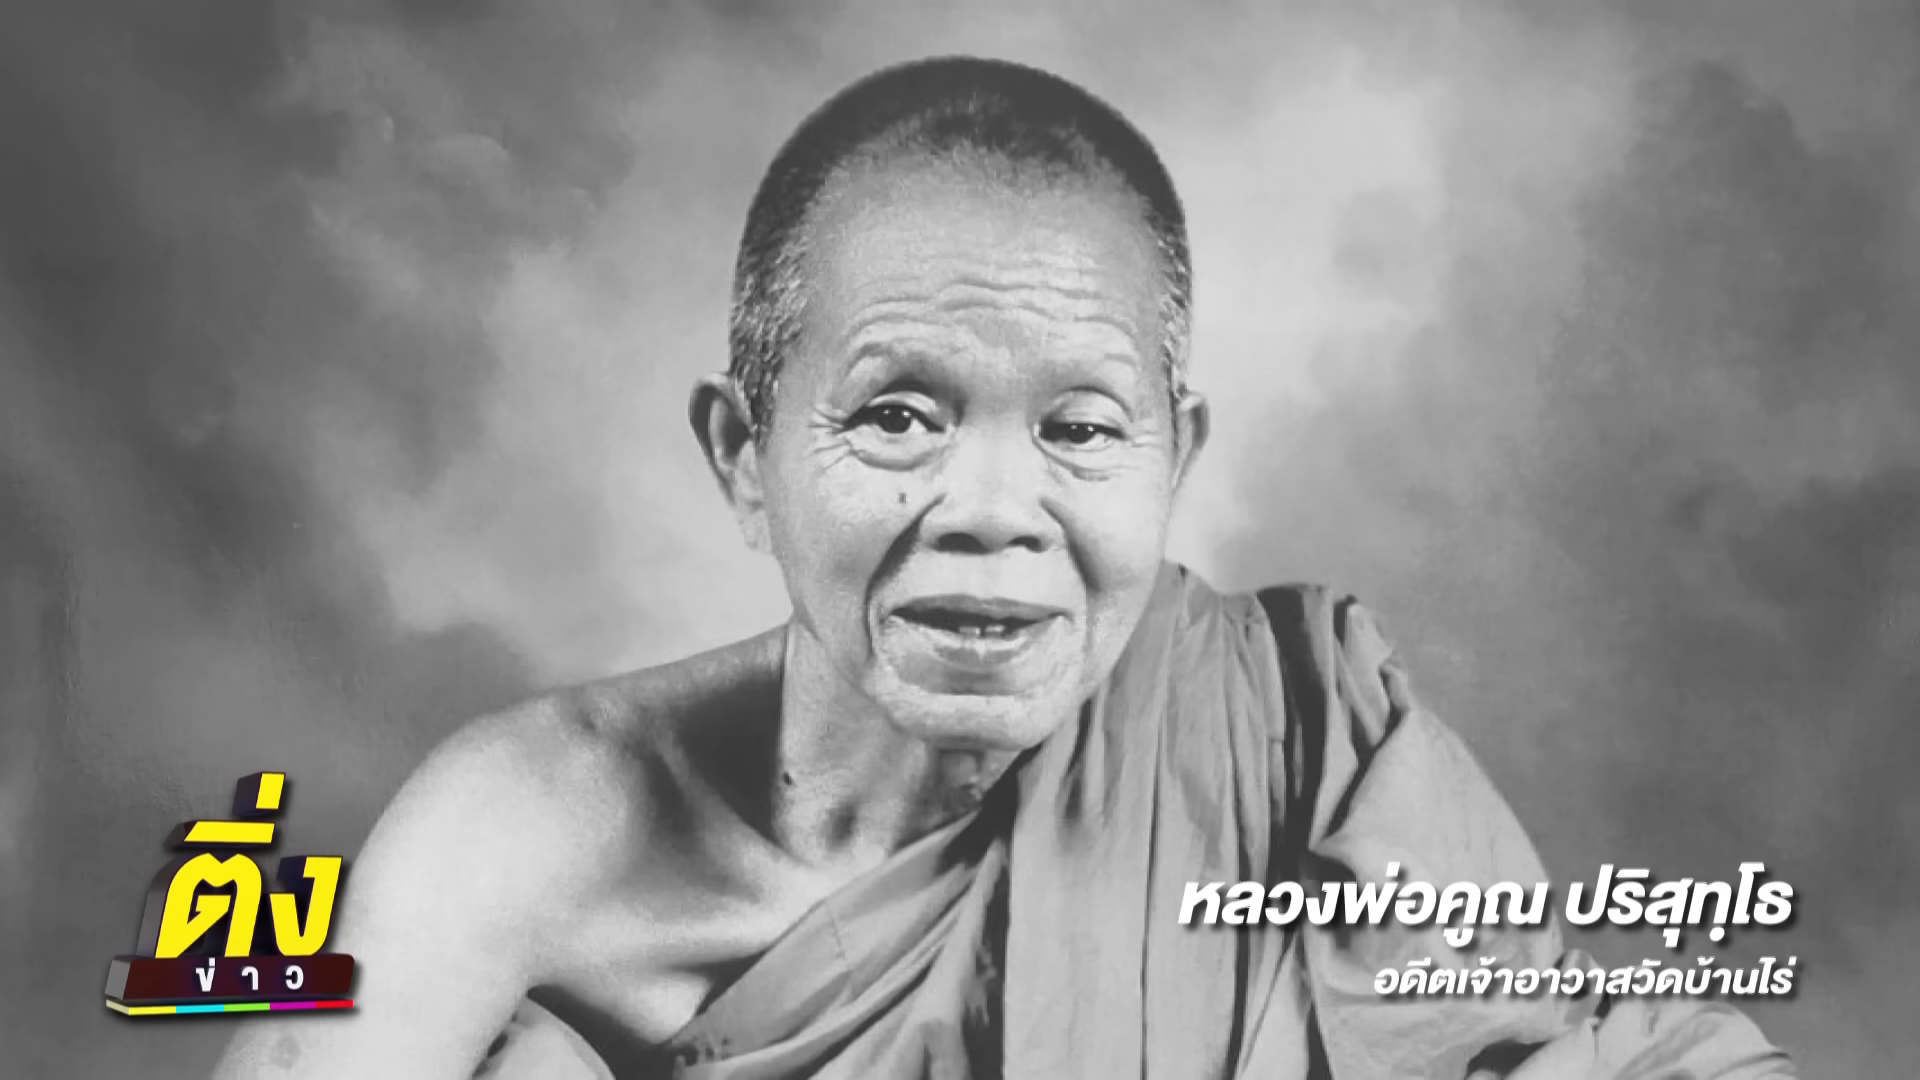 ติ่ง
ข่าว
หลวงพ่อคูณ ปริสุทฺโธ
อดีตเจ้าอาวาสวัดบ้านไร่